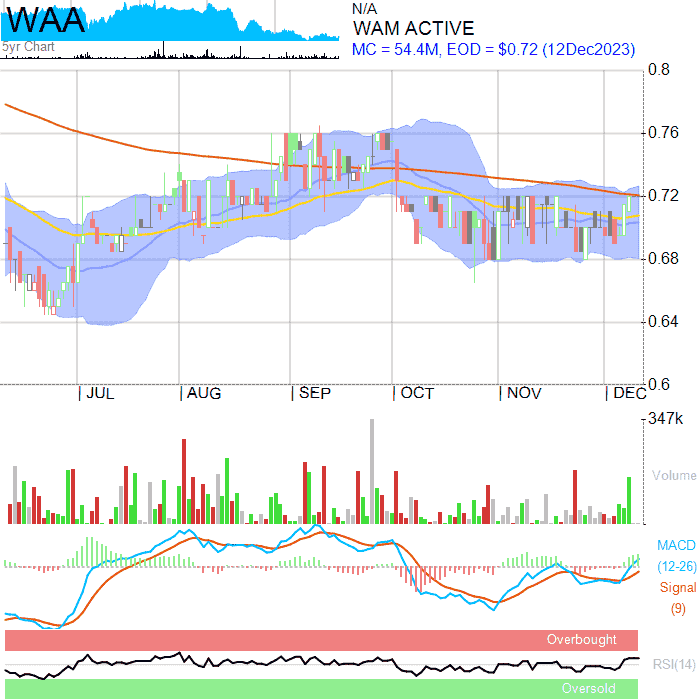 WAA
5yr Chart
N/A
WAM ACTIVE
MC = 54.4M, EOD = $0.72 (12Dec2023)
0.8
0.76
0.72
0.68
0.64
0.6
JUL AUG SEP OCT NOV DEC
347k
Volume
MACD
(12-26)
Signal
(9)
Overbought
RSI(14)
Oversold